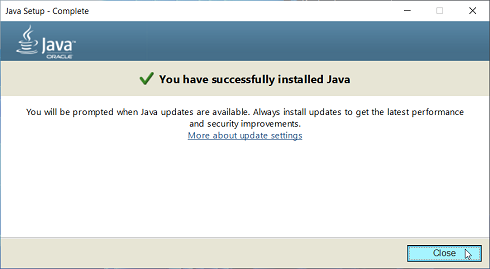 Java Setup - Complete
Java™
ORACLE
You have successfully installed Java
You will be prompted when Java updates are available. Always install updates to get the latest performance
and security improvements.
More about update settings
Close